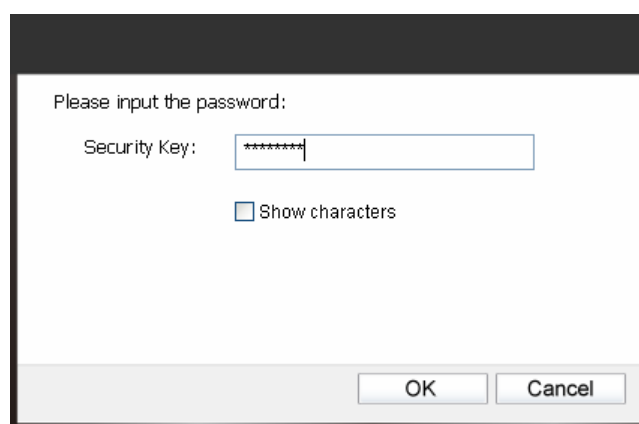 Please input the password:
Security Key: ********
Show characters
OK Cancel